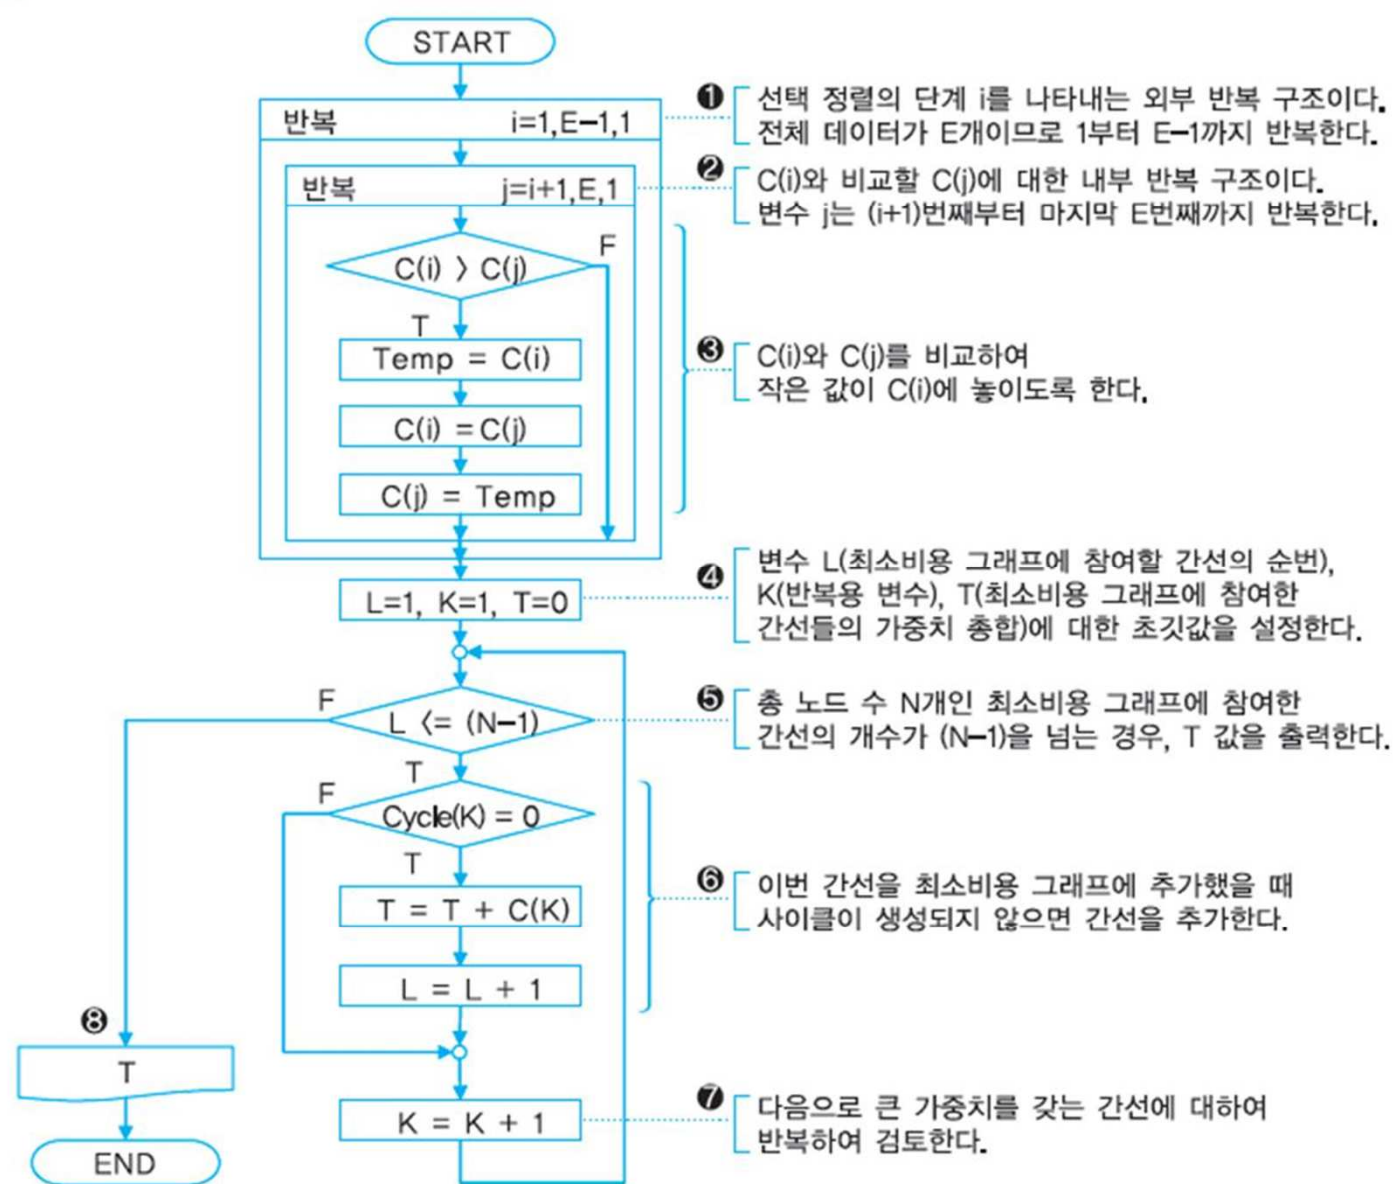 START
반복 i=1,E-1,1
❶ 선택 정렬의 단계 i를 나타내는 외부 반복 구조이다.
전체 데이터가 E개이므로 1부터 E-1까지 반복한다.
반복 j=i+1,E,1
❷ C(i)와 비교할 C(j)에 대한 내부 반복 구조이다.
변수 j는 (i+1)번째부터 마지막 E번째까지 반복한다.
C(i) > C(j)
F
T
Temp = C(i)
C(i) = C(j)
C(j) = Temp
❸ C(i)와 C(j)를 비교하여
작은 값이 C(i)에 놓이도록 한다.
L=1, K=1, T=0
❹ 변수 L(최소비용 그래프에 참여할 간선의 순번),
K(반복용 변수), T(최소비용 그래프에 참여한
간선들의 가중치 총합)에 대한 초깃값을 설정한다.
F
L <= (N-1)
T
❺ 총 노드 수 N개인 최소비용 그래프에 참여한
간선의 개수가 (N-1)을 넘는 경우, T 값을 출력한다.
F
Cycle(K) = 0
T
T = T + C(K)
L = L + 1
❻ 이번 간선을 최소비용 그래프에 추가했을 때
사이클이 생성되지 않으면 간선을 추가한다.
K = K + 1
❼ 다음으로 큰 가중치를 갖는 간선에 대하여
반복하여 검토한다.
❽
T
END